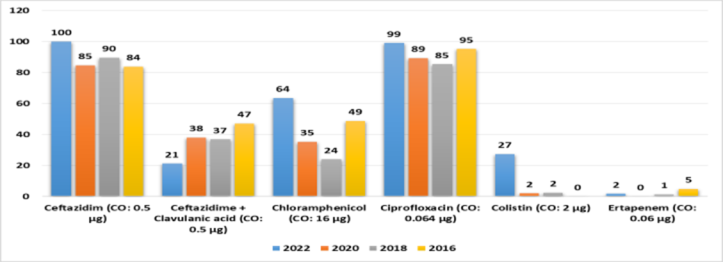 120
100
80
60
40
20
0
100 85 90 84
21 38 37 47
64 35 24 49
99 89 85 95
27 2 2 0
2 0 1 5
Ceftazidim (CO: 0.5 µg)
Ceftazidime + Clavulanic acid (CO: 0.5 µg)
Chloramphenicol (CO: 16 µg)
Ciprofloxacin (CO: 0.064 µg)
Colistin (CO: 2 µg)
Ertapenem (CO: 0.06 µg)
2022 2020 2018 2016